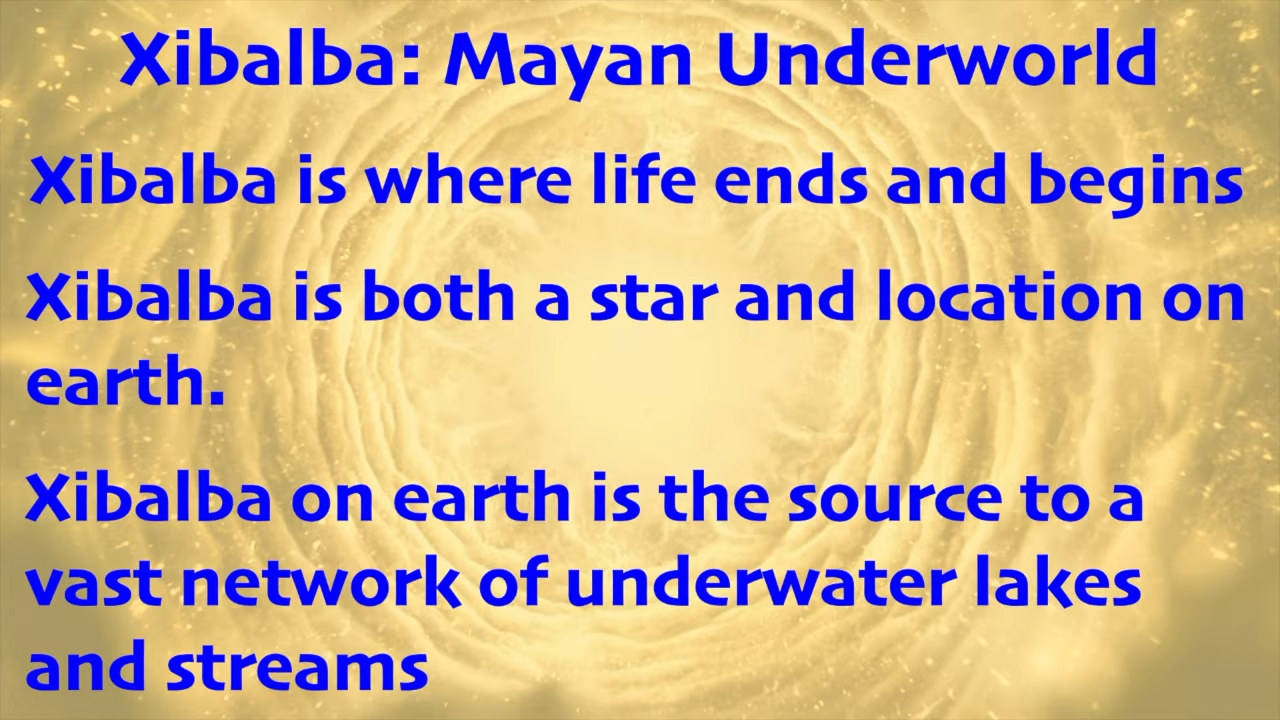 Xibalba: Mayan Underworld
Xibalba is where life ends and begins
Xibalba is both a star and location on
earth.
Xibalba on earth is the source to a
vast network of underwater lakes
and streams